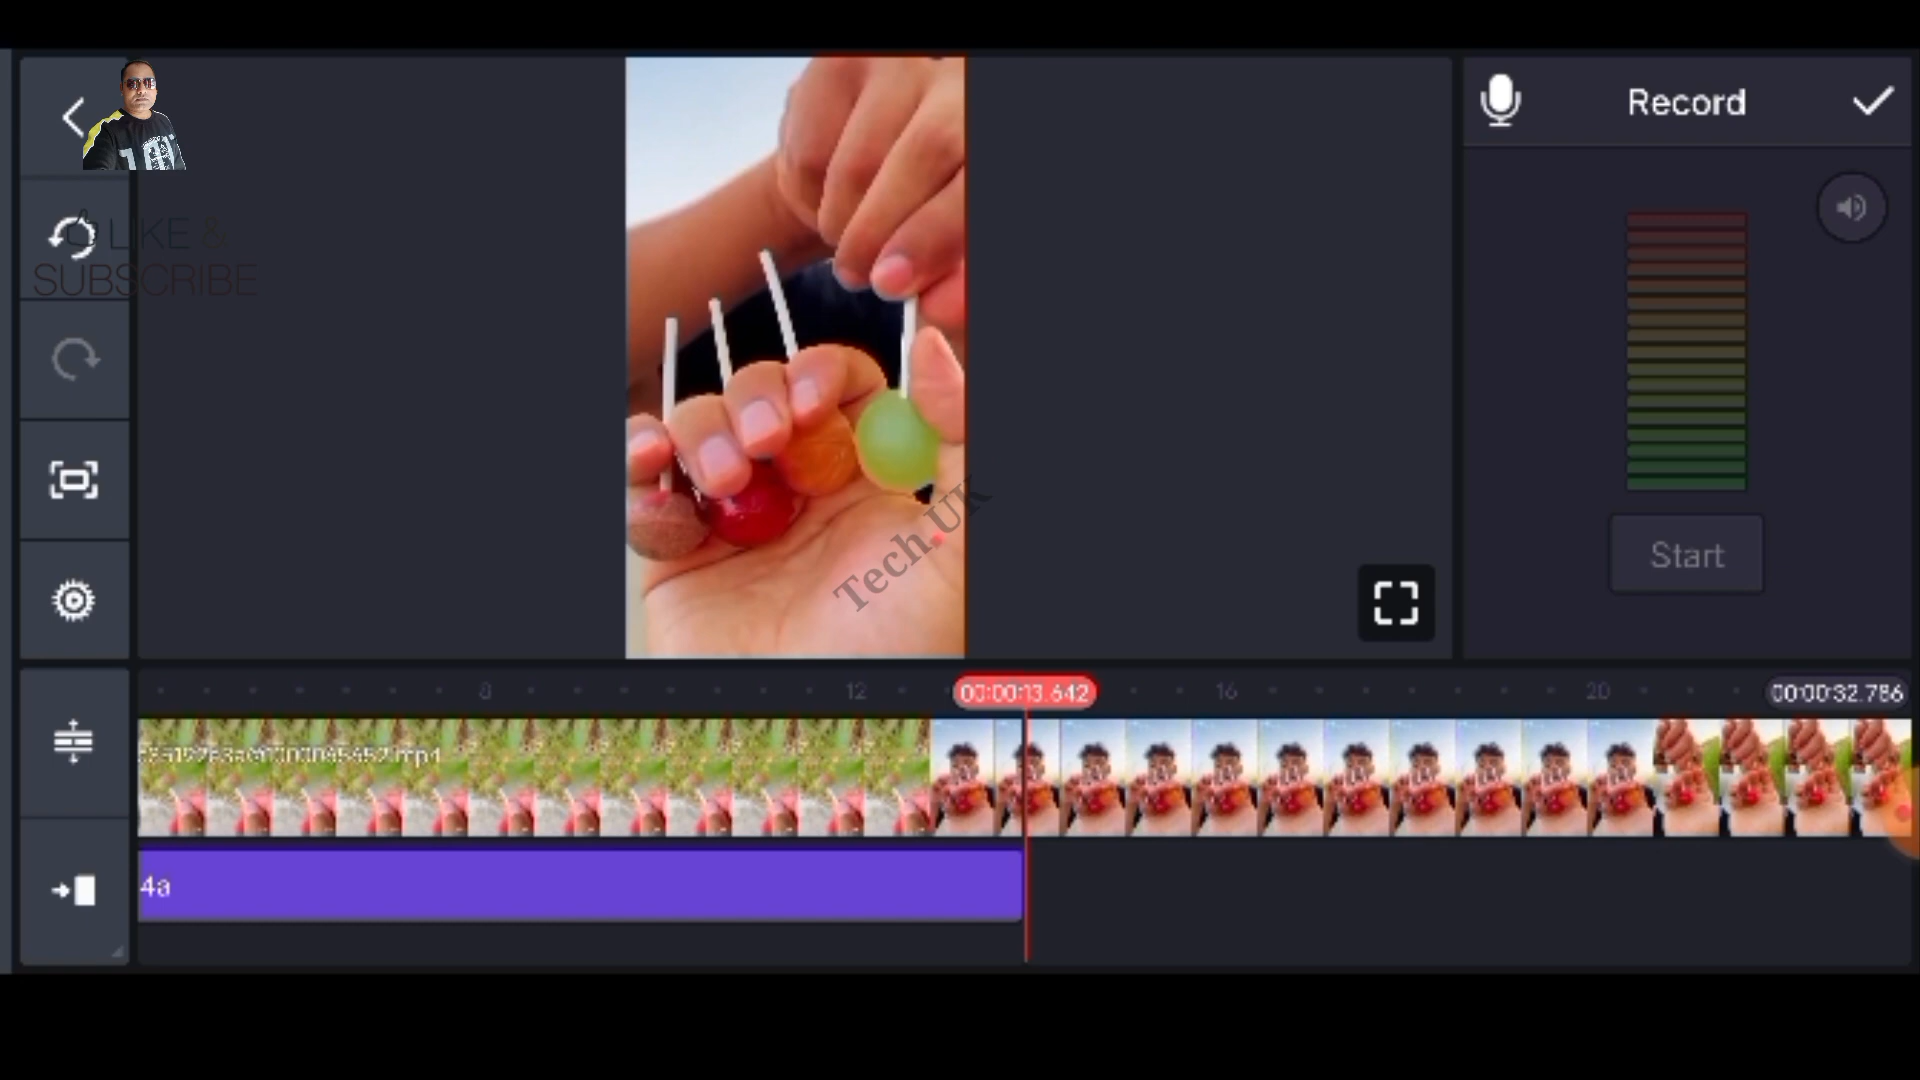 Record
LIKE &
SUBSCRIBE
Tech.UK
Start
8
12
00:00:13.642
16
20
00:00:32.786
4a